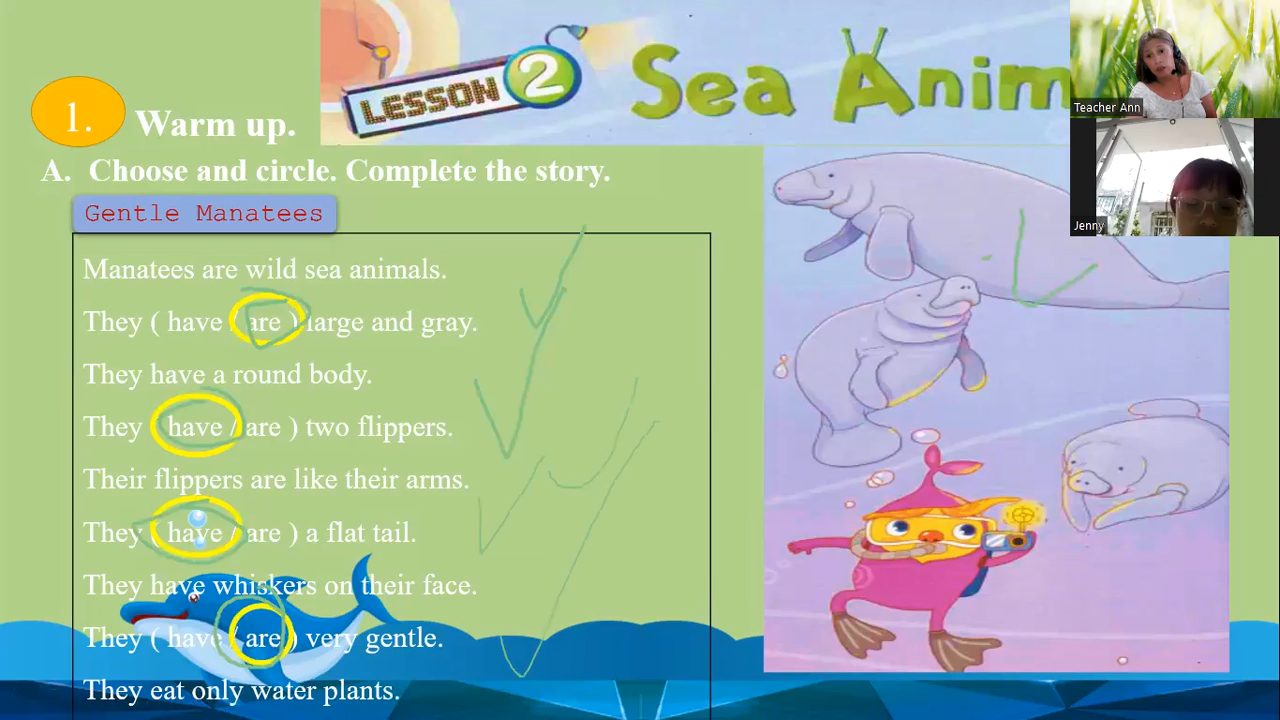 LESSON 2 Sea Anim
Teacher Ann
1. Warm up.
A. Choose and circle. Complete the story.
Gentle Manatees
Jenny
Manatees are wild sea animals.
They ( have / are ) large and gray.
They have a round body.
They ( have / are ) two flippers.
Their flippers are like their arms.
They ( have / are ) a flat tail.
They have whiskers on their face.
They ( have / are ) very gentle.
They eat only water plants.